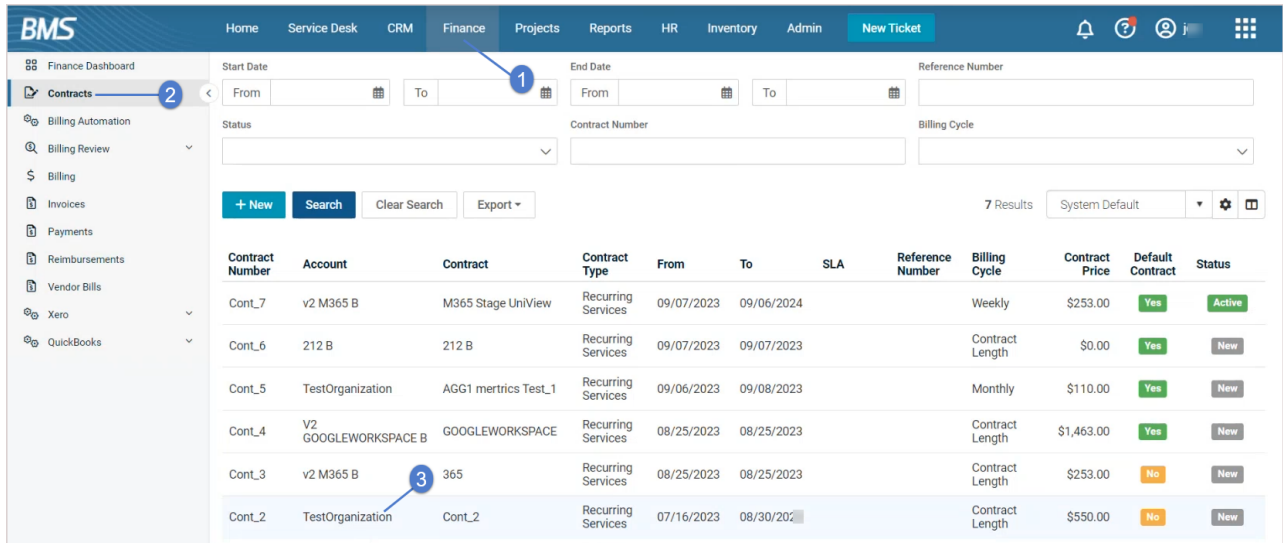 BMS
Home Service Desk CRM Finance Projects Reports HR Inventory Admin New Ticket
1
Finance Dashboard
Contracts
2
Billing Automation
Billing Review
Billing
Invoices
Payments
Reimbursements
Vendor Bills
Xero
QuickBooks
Start Date End Date Reference Number
From To From To
Status Contract Number Billing Cycle
+ New Search Clear Search Export 7 Results System Default
Contract Number Account Contract Contract Type From To SLA Reference Number Billing Cycle Contract Price Default Contract Status
Cont_7 v2 M365 B M365 Stage UniView Recurring Services 09/07/2023 09/06/2024 Weekly $253.00 Yes Active
Cont_6 212 B 212 B Recurring Services 09/07/2023 09/07/2023 Contract Length $0.00 Yes New
Cont_5 TestOrganization AGG1 mertrics Test_1 Recurring Services 09/06/2023 09/08/2023 Monthly $110.00 Yes New
Cont_4 V2 GOOGLEWORKSPACE B GOOGLEWORKSPACE Recurring Services 08/25/2023 08/25/2023 Contract Length $1,463.00 Yes New
Cont_3 v2 M365 B 365 Recurring Services 08/25/2023 08/25/2023 Contract Length $253.00 No New
3
Cont_2 TestOrganization Cont_2 Recurring Services 07/16/2023 Contract Length $550.00 No New